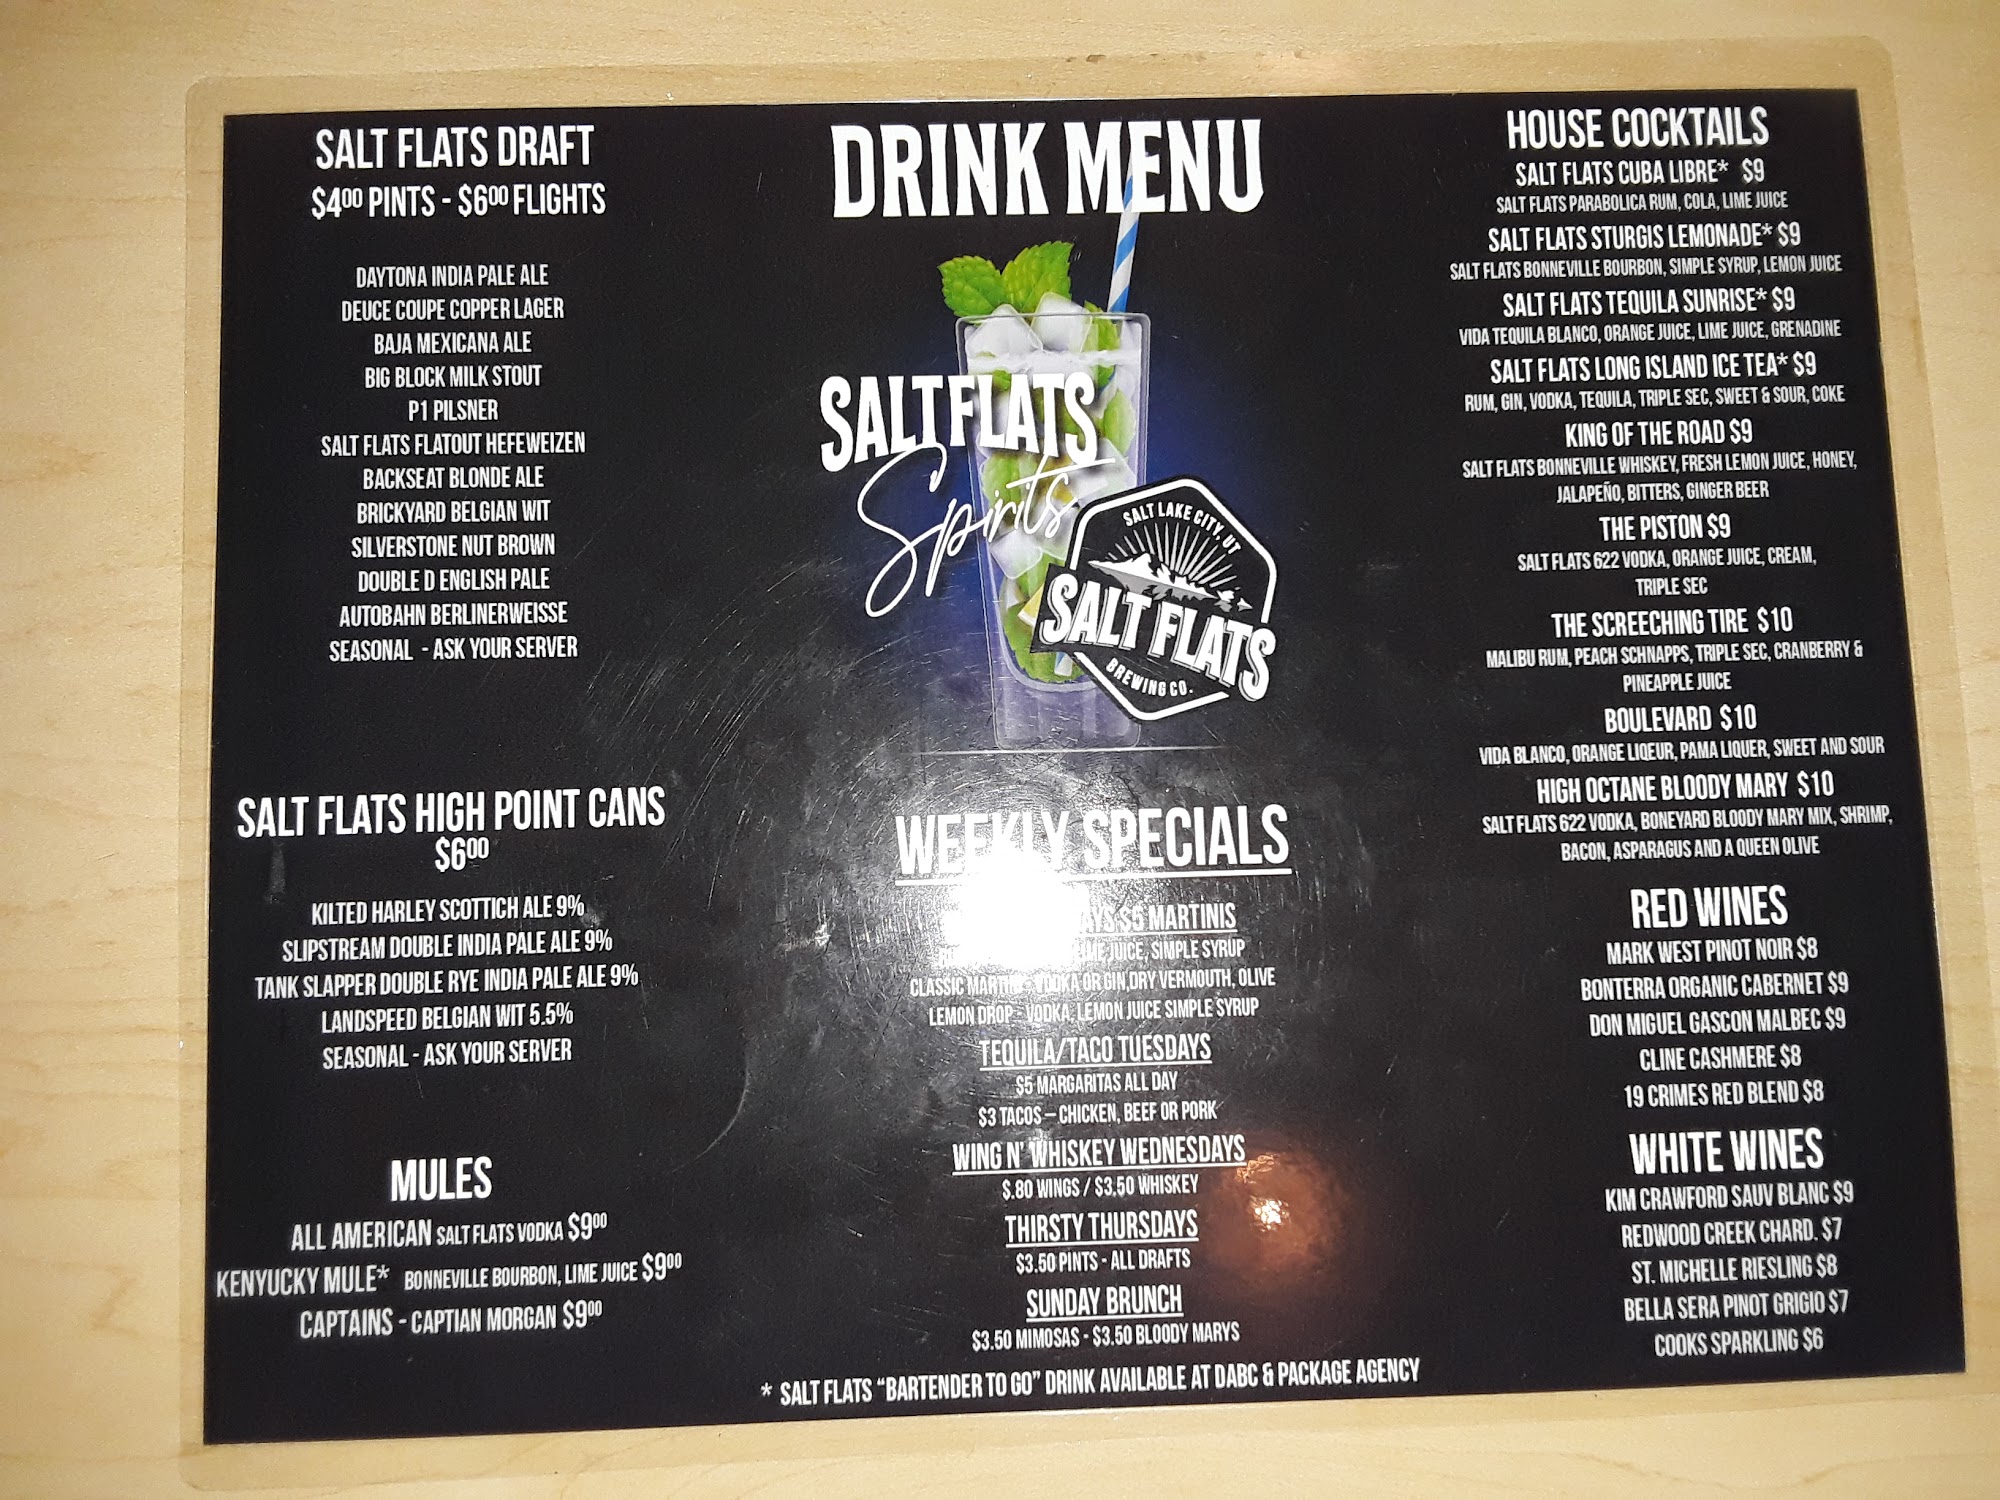 SALT FLATS DRAFT
$400 PINTS - $600 FLIGHTS
DAYTONA INDIA PALE ALE
DEUCE COUPE COPPER LAGER
BAJA MEXICANA ALE
BIG BLOCK MILK STOUT
P1 PILSNER
SALT FLATS FLATOUT HEFEWEIZEN
BACKSEAT BLONDE ALE
BRICKYARD BELGIAN WIT
SILVERSTONE NUT BROWN
DOUBLE D ENGLISH PALE
AUTOBAHN BERLINERWEISSE
SEASONAL - ASK YOUR SERVER
SALT FLATS HIGH POINT CANS
$600
KILTED HARLEY SCOTTICH ALE 9%
SLIPSTREAM DOUBLE INDIA PALE ALE 9%
TANK SLAPPER DOUBLE RYE INDIA PALE ALE 9%
LANDSPEED BELGIAN WIT 5.5%
SEASONAL - ASK YOUR SERVER
MULES
ALL AMERICAN SALT FLATS VODKA $900
KENYUCKY MULE* BONNEVILLE BOURBON, LIME JUICE $900
CAPTAINS - CAPTIAN MORGAN $900
DRINK MENU
SALT FLATS
Spirits
SALT LAKE CITY, UT
SALT FLATS
BREWING CO.
WEEKLY SPECIALS
$5 MARTINIS
JUICE, SIMPLE SYRUP
CLASSIC MARTINI - VODKA OR GIN, DRY VERMOUTH, OLIVE
LEMON DROP - VODKA, LEMON JUICE SIMPLE SYRUP
TEQUILA/TACO TUESDAYS
$5 MARGARITAS ALL DAY
$3 TACOS – CHICKEN, BEEF OR PORK
WING N' WHISKEY WEDNESDAYS
$.80 WINGS / $3.50 WHISKEY
THIRSTY THURSDAYS
$3.50 PINTS - ALL DRAFTS
SUNDAY BRUNCH
$3.50 MIMOSAS - $3.50 BLOODY MARYS
* SALT FLATS "BARTENDER TO GO" DRINK AVAILABLE AT DABC & PACKAGE AGENCY
HOUSE COCKTAILS
SALT FLATS CUBA LIBRE* $9
SALT FLATS PARABOLICA RUM, COLA, LIME JUICE
SALT FLATS STURGIS LEMONADE* $9
SALT FLATS BONNEVILLE BOURBON, SIMPLE SYRUP, LEMON JUICE
SALT FLATS TEQUILA SUNRISE* $9
VIDA TEQUILA BLANCO, ORANGE JUICE, LIME JUICE, GRENADINE
SALT FLATS LONG ISLAND ICE TEA* $9
RUM, GIN, VODKA, TEQUILA, TRIPLE SEC, SWEET & SOUR, COKE
KING OF THE ROAD $9
SALT FLATS BONNEVILLE WHISKEY, FRESH LEMON JUICE, HONEY,
JALAPEÑO, BITTERS, GINGER BEER
THE PISTON $9
SALT FLATS 622 VODKA, ORANGE JUICE, CREAM,
TRIPLE SEC
THE SCREECHING TIRE $10
MALIBU RUM, PEACH SCHNAPPS, TRIPLE SEC, CRANBERRY &
PINEAPPLE JUICE
BOULEVARD $10
VIDA BLANCO, ORANGE LIQEUR, PAMA LIQUER, SWEET AND SOUR
HIGH OCTANE BLOODY MARY $10
SALT FLATS 622 VODKA, BONEYARD BLOODY MARY MIX, SHRIMP,
BACON, ASPARAGUS AND A QUEEN OLIVE
RED WINES
MARK WEST PINOT NOIR $8
BONTERRA ORGANIC CABERNET $9
DON MIGUEL GASCON MALBEC $9
CLINE CASHMERE $8
19 CRIMES RED BLEND $8
WHITE WINES
KIM CRAWFORD SAUV BLANC $9
REDWOOD CREEK CHARD. $7
ST. MICHELLE RIESLING $8
BELLA SERA PINOT GRIGIO $7
COOKS SPARKLING $6